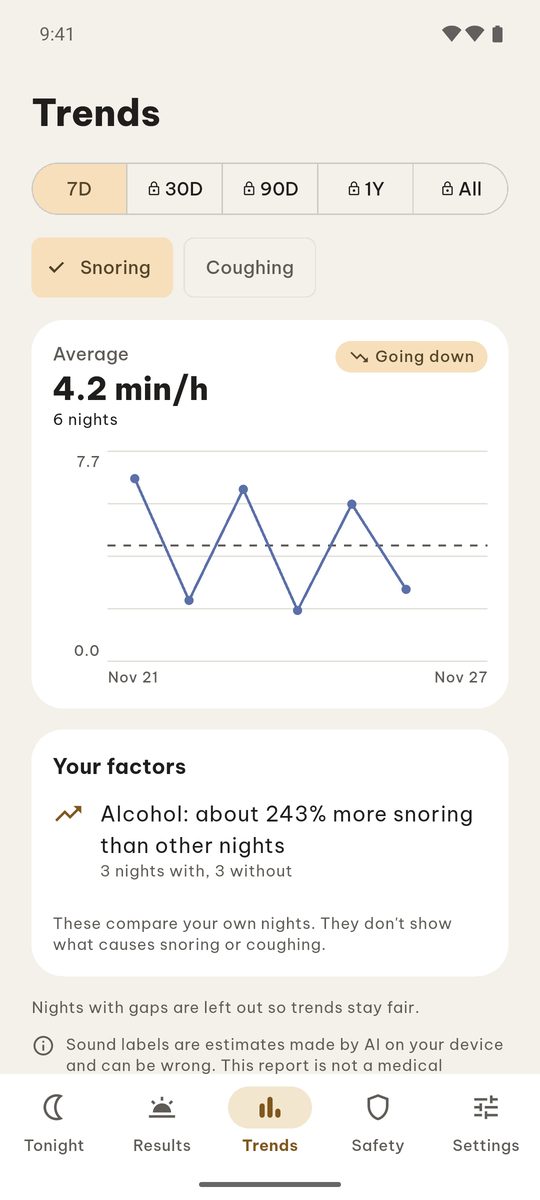 9:41
Trends
7D
30D
90D
1Y
All
Snoring
Coughing
Average
Going down
4.2 min/h
6 nights
7.7
0.0
Nov 21
Nov 27
Your factors
Alcohol: about 243% more snoring
than other nights
3 nights with, 3 without
These compare your own nights. They don't show
what causes snoring or coughing.
Nights with gaps are left out so trends stay fair.
Sound labels are estimates made by AI on your device
and can be wrong. This report is not a medical
Tonight
Results
Trends
Safety
Settings